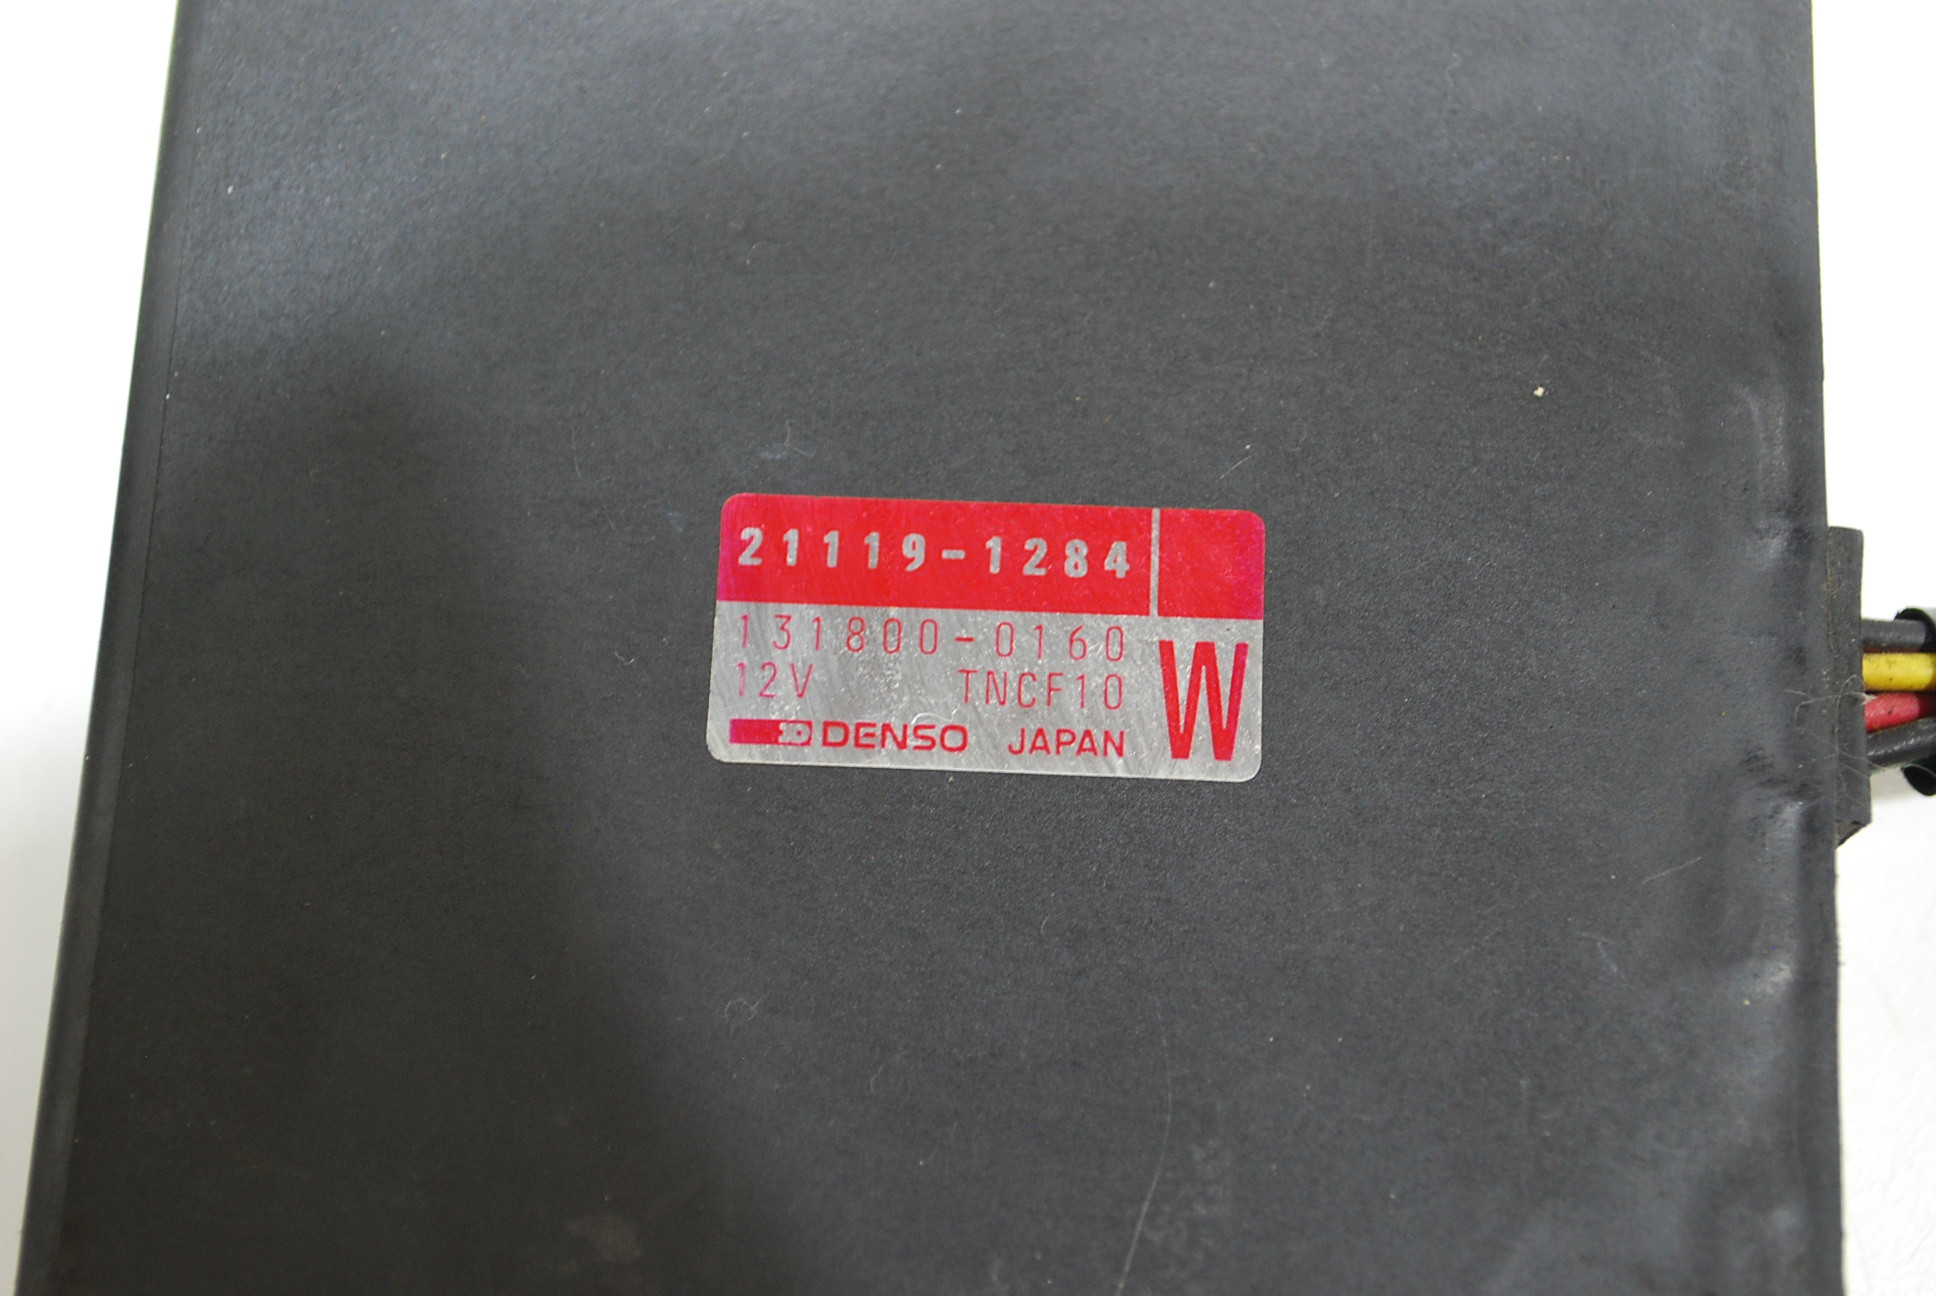 21119-1284
131800-0160
12V TNCF10 W
DENSO JAPAN